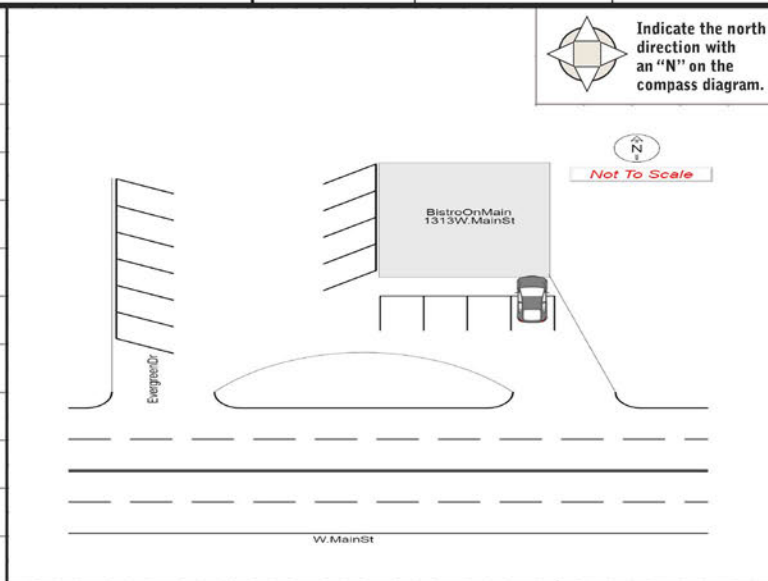 Indicate the north
direction with
an “N” on the
compass diagram.
N
Not To Scale
BistroOnMain
1313W.MainSt
EvergreenDr
W.MainSt